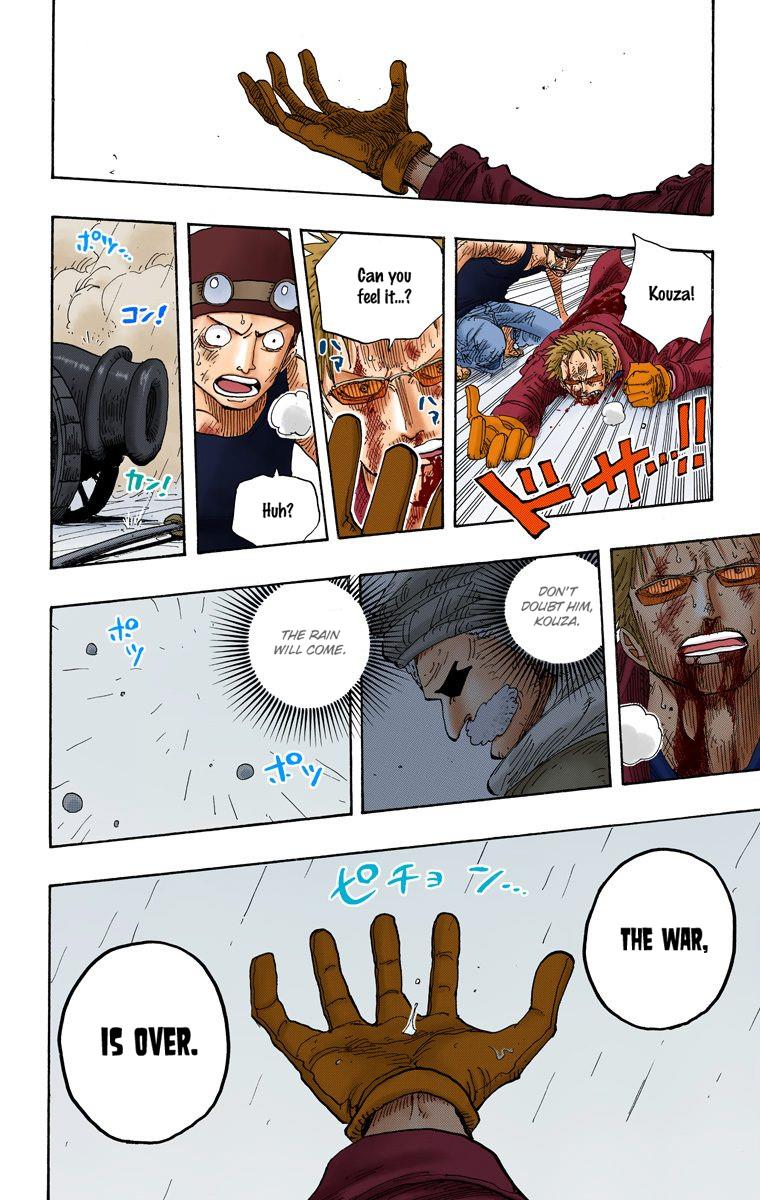 Kouza!
ドサ…!!
Can you
feel it...?
ハァ
ハァ
Huh?
ポツ…
コン!
カン!
DON'T
DOUBT HIM,
KOUZA.
THE RAIN
WILL COME.
ポツ
ポツ
THE WAR,
ピチョン…
IS OVER.